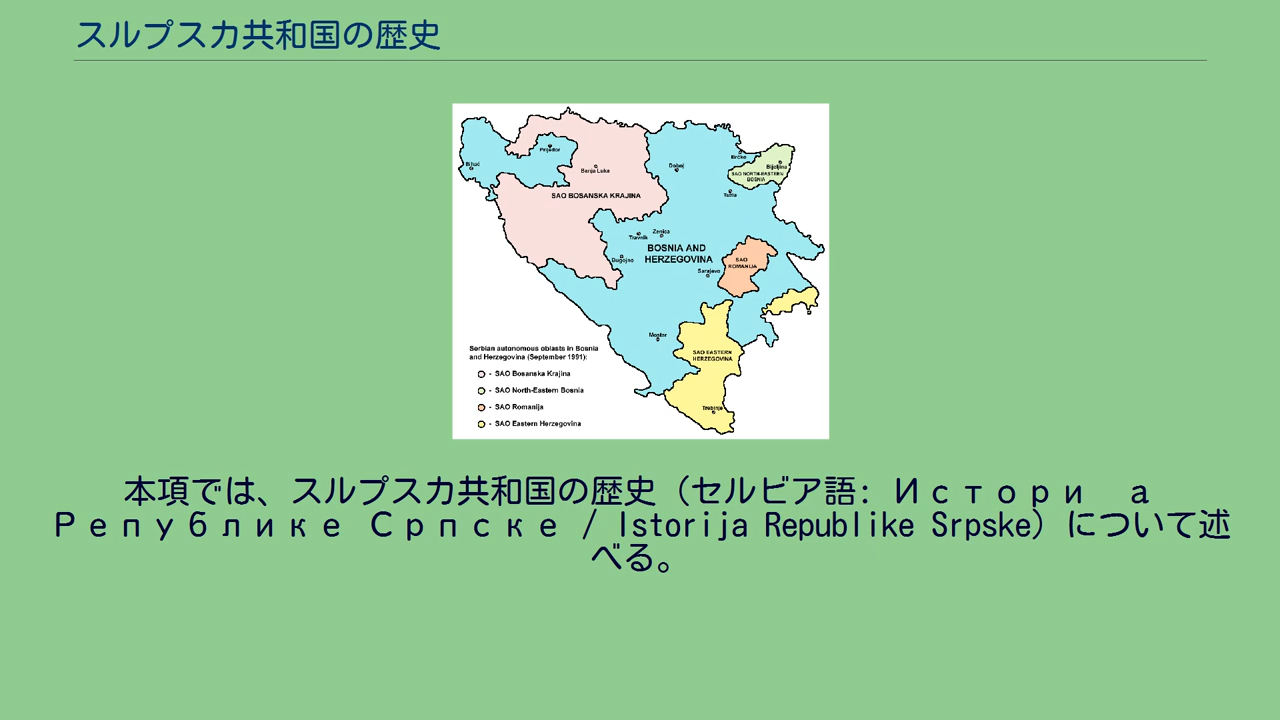 スルプスカ共和国の歴史
Bihać
Prijedor
Banja Luka
SAO BOSANSKA KRAJINA
Doboj
Brčko
Bijeljina
SAO NORTH-EASTERN
BOSNIA
Tuzla
Travnik
Zenica
BOSNIA AND
HERZEGOVINA
Bugojno
Sarajevo
SAO
ROMANIJA
Mostar
SAO EASTERN
HERZEGOVINA
Trebinje
Serbian autonomous oblasts in Bosnia
and Herzegovina (September 1991):
- SAO Bosanska Krajina
- SAO North-Eastern Bosnia
- SAO Romanija
- SAO Eastern Herzegovina
本項では、スルプスカ共和国の歴史（セルビア語: Истори а
Републике Српске / Istorija Republike Srpske）について述
べる。